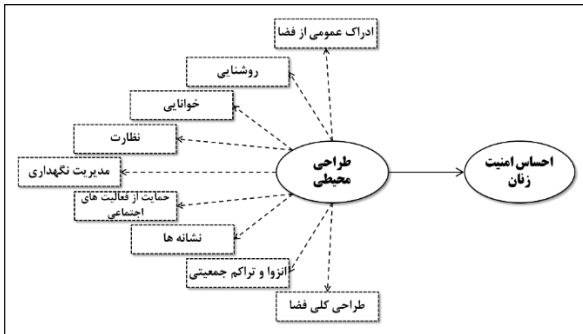 ادراک عمومی از فضا
روشنایی
خوانایی
نظارت
مدیریت نگهداری
حمایت از فعالیت های
اجتماعی
نشانه ها
انزوا و تراکم جمعیتی
طراحی کلی فضا
طراحی
محیطی
احساس امنیت
زنان